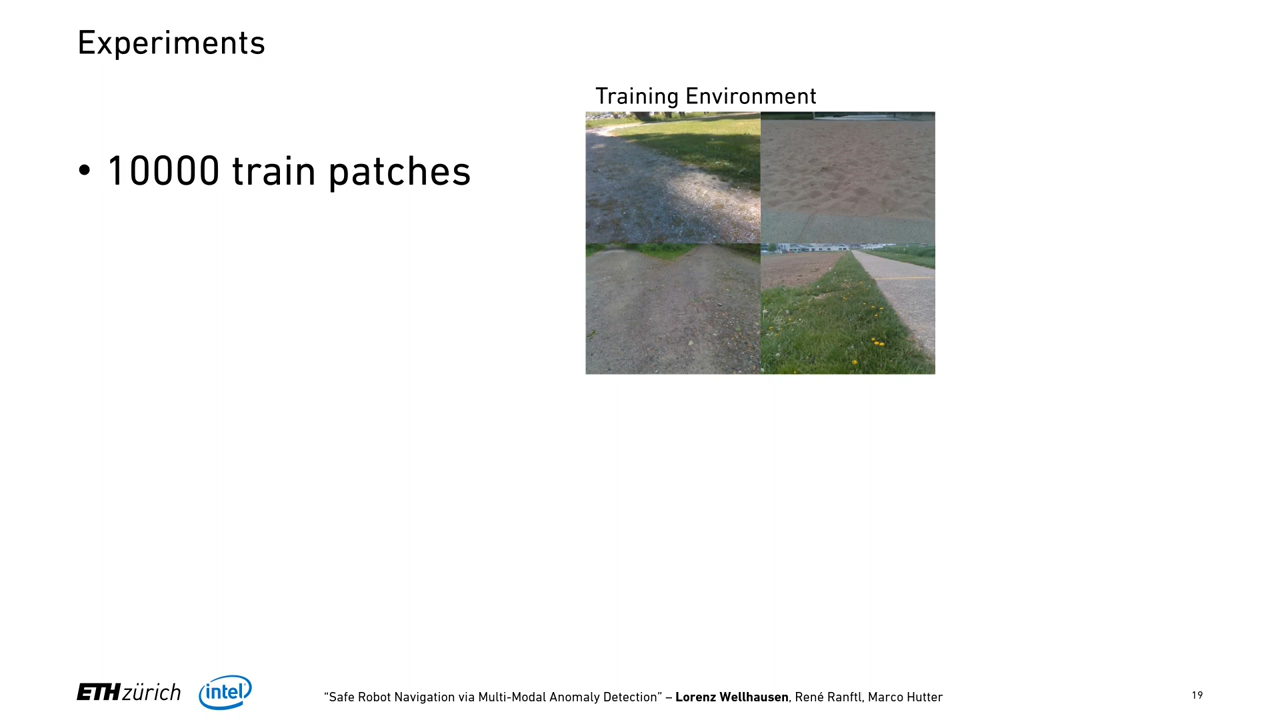 Experiments
Training Environment
• 10000 train patches
ETH zürich
intel
“Safe Robot Navigation via Multi-Modal Anomaly Detection” – Lorenz Wellhausen, René Ranftl, Marco Hutter
19